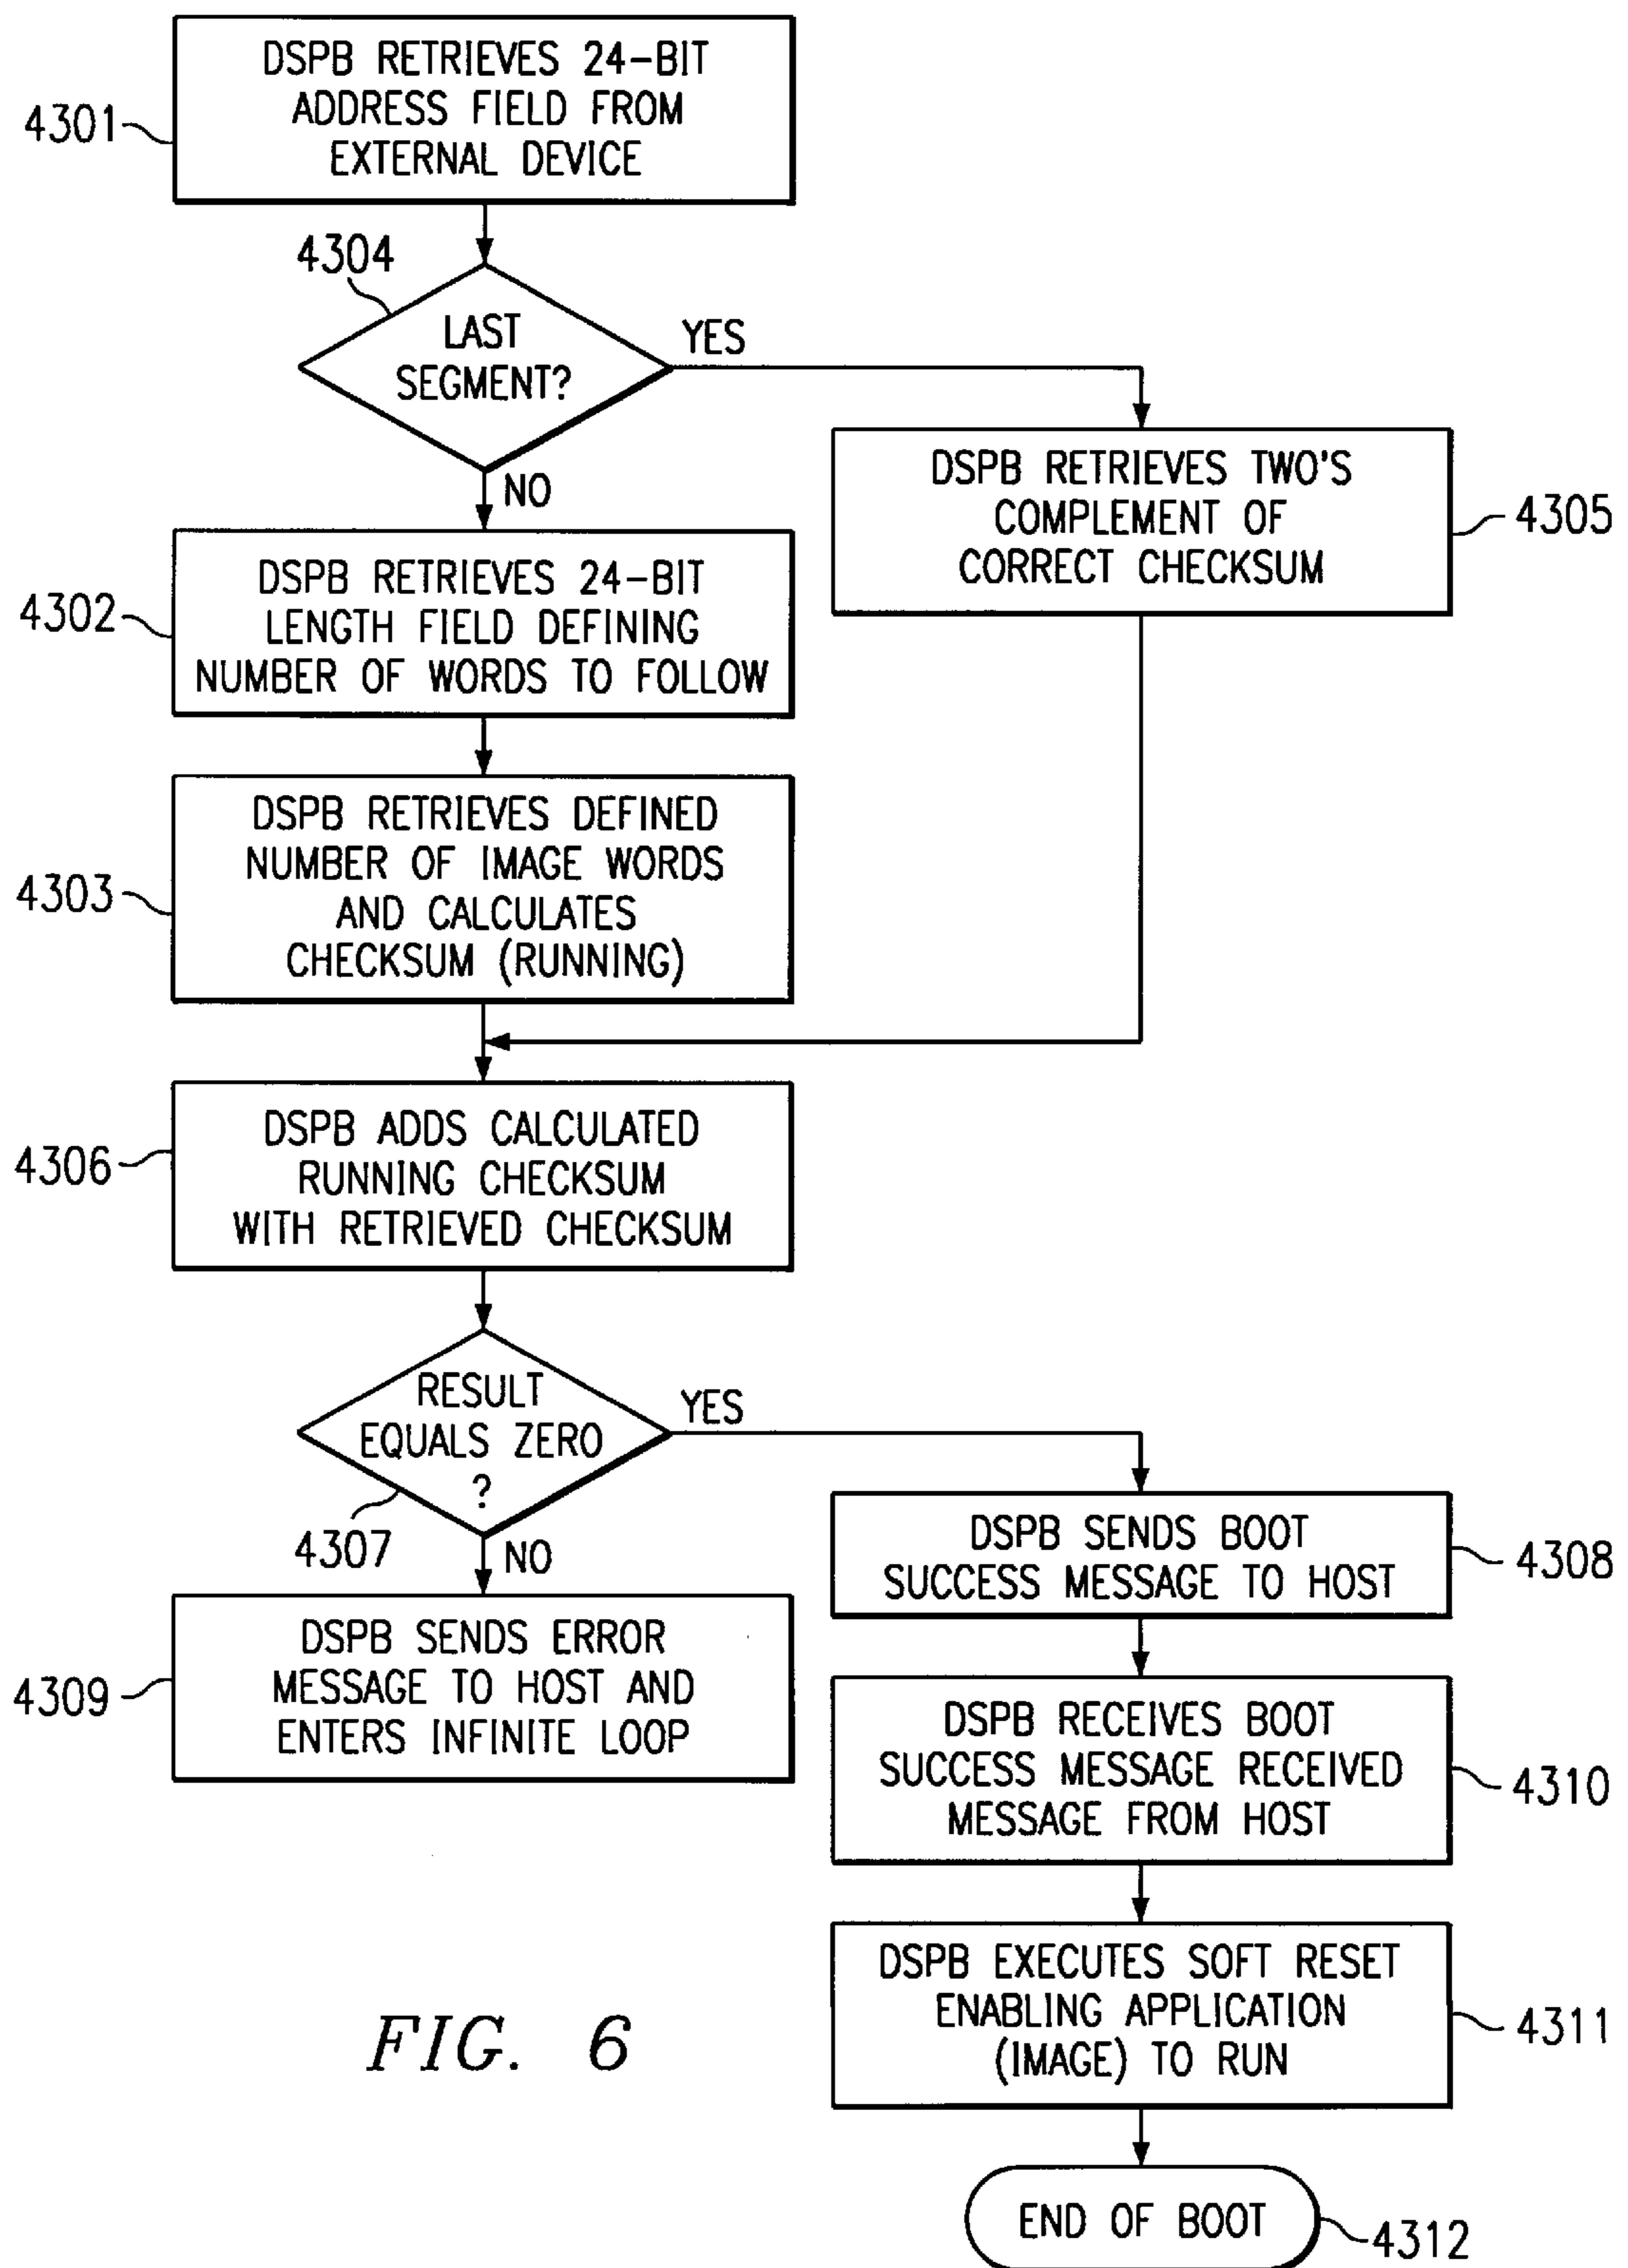 DSPB RETRIEVES 24-BIT
ADDRESS FIELD FROM
EXTERNAL DEVICE
4301
4304
LAST
SEGMENT?
YES
NO
DSPB RETRIEVES TWO'S
COMPLEMENT OF
CORRECT CHECKSUM
4305
DSPB RETRIEVES 24-BIT
LENGTH FIELD DEFINING
NUMBER OF WORDS TO FOLLOW
4302
DSPB RETRIEVES DEFINED
NUMBER OF IMAGE WORDS
AND CALCULATES
CHECKSUM (RUNNING)
4303
DSPB ADDS CALCULATED
RUNNING CHECKSUM
WITH RETRIEVED CHECKSUM
4306
RESULT
EQUALS ZERO
?
YES
4307
NO
DSPB SENDS BOOT
SUCCESS MESSAGE TO HOST
4308
DSPB SENDS ERROR
MESSAGE TO HOST AND
ENTERS INFINITE LOOP
4309
DSPB RECEIVES BOOT
SUCCESS MESSAGE RECEIVED
MESSAGE FROM HOST
4310
DSPB EXECUTES SOFT RESET
ENABLING APPLICATION
(IMAGE) TO RUN
4311
FIG. 6
END OF BOOT
4312